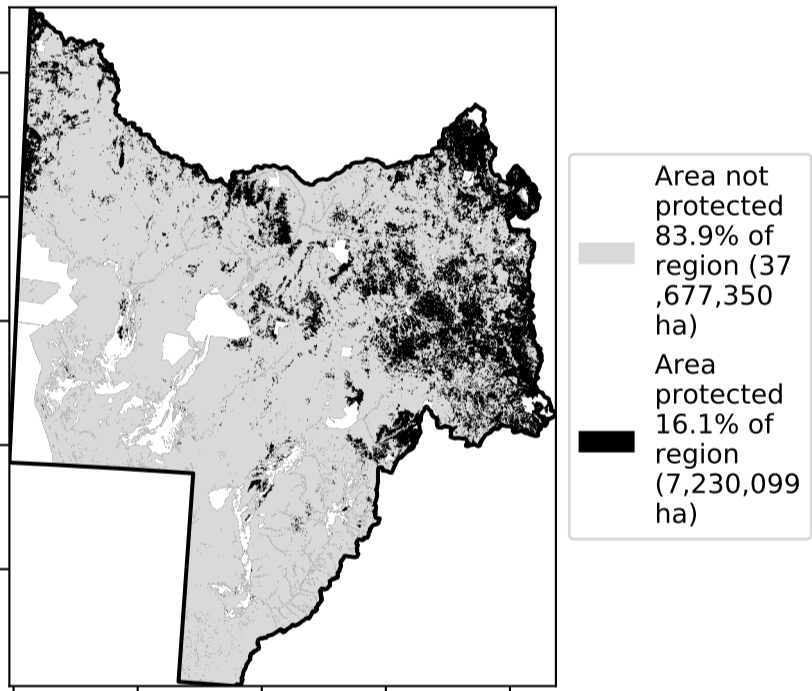 Area not
protected
83.9% of
region (37
,677,350
ha)
Area
protected
16.1% of
region
(7,230,099
ha)